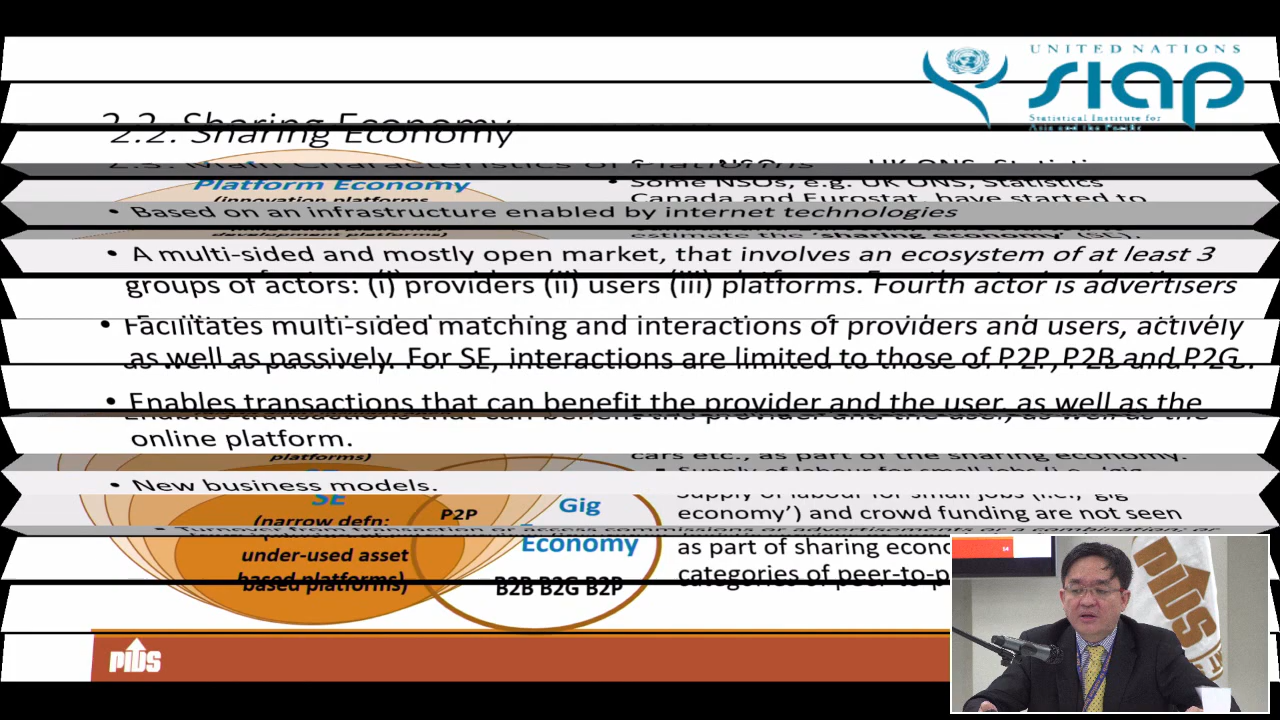 UNITED NATIONS
siap
Statistical Institute for
Asia and the Pacific
2.2. Sharing Economy
2.3. Main Characteristics of Platforms
Platform Economy
(innovation platforms
development platforms)
• Some NSOs, e.g. UK ONS, Statistics
Canada and Eurostat, have started to
estimate the 'sharing economy' (SE).
• Based on an infrastructure enabled by internet technologies
• A multi-sided and mostly open market, that involves an ecosystem of at least 3
groups of actors: (i) providers (ii) users (iii) platforms. Fourth actor is advertisers
• Facilitates multi-sided matching and interactions of providers and users, actively
as well as passively. For SE, interactions are limited to those of P2P, P2B and P2G.
• Enables transactions that can benefit the provider and the user, as well as the
online platform.
platforms)
cars etc., as part of the sharing economy.
• New business models.
SE
(narrow defn:
under-used asset
based platforms)
P2P
Gig
Economy
B2B B2G B2P
Supply of labour for small jobs (i.e., 'gig
economy') and crowd funding are not seen
as part of sharing econo
categories of peer-to-p
• Turnover from transaction or access commissions or advertisements or a combination; or
PIDS
14
PIDS